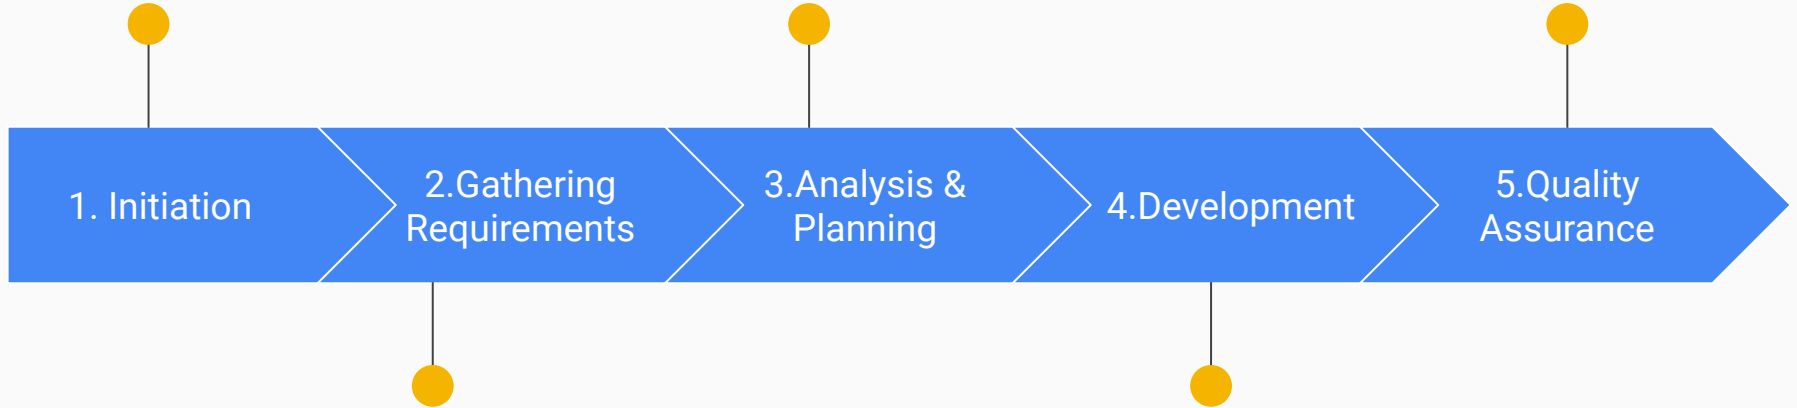 1. Initiation
2.Gathering
Requirements
3.Analysis &
Planning
4.Development
5.Quality
Assurance